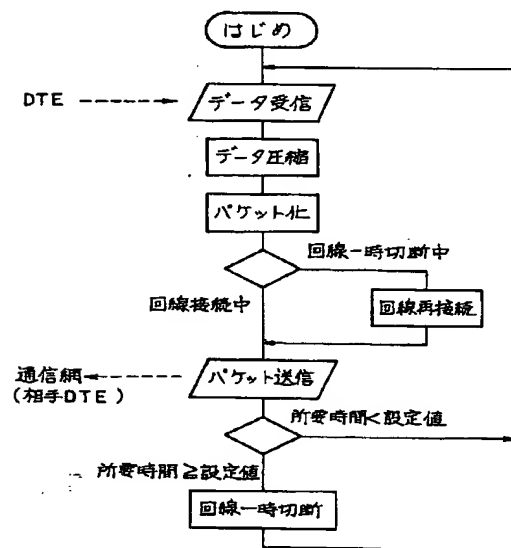 はじめ
DTE
データ受信
データ圧縮
パケット化
回線一時切断中
回線接続中
回線再接続
通信網
(相手DTE)
パケット送信
所要時間<設定値
所要時間≧設定値
回線一時切断